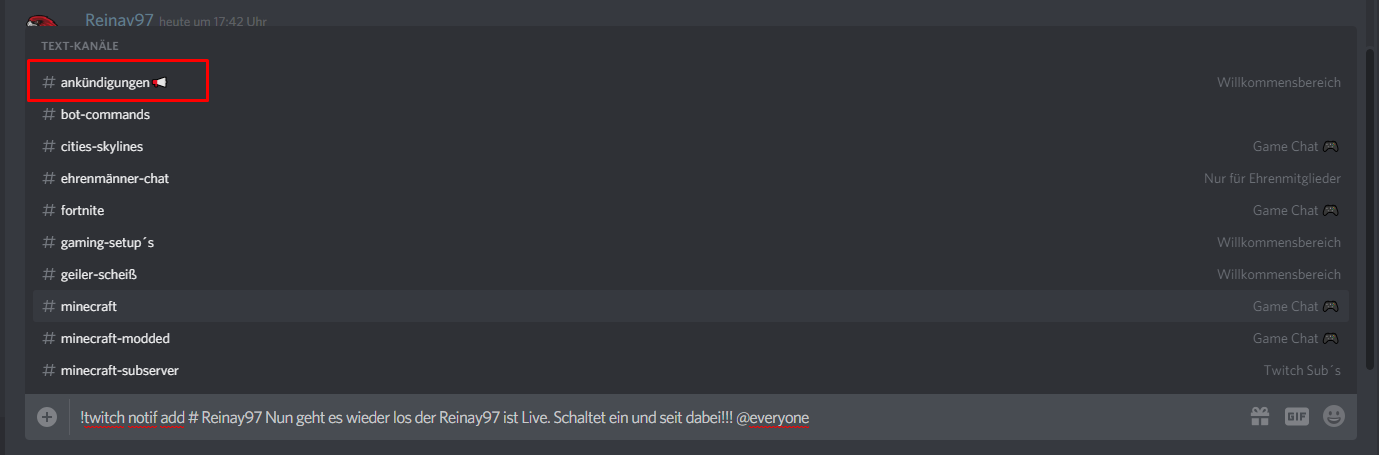 Reinay97 heute um 17:42 Uhr
TEXT-KANÄLE
# ankündigungen Willkommensbereich
# bot-commands
# cities-skylines Game Chat
# ehrenmänner-chat Nur für Ehrenmitglieder
# fortnite Game Chat
# gaming-setup´s Willkommensbereich
# geiler-scheiß Willkommensbereich
# minecraft Game Chat
# minecraft-modded Game Chat
# minecraft-subserver Twitch Sub´s
!twitch notif add # Reinay97 Nun geht es wieder los der Reinay97 ist Live. Schaltet ein und seit dabei!!! @everyone GIF